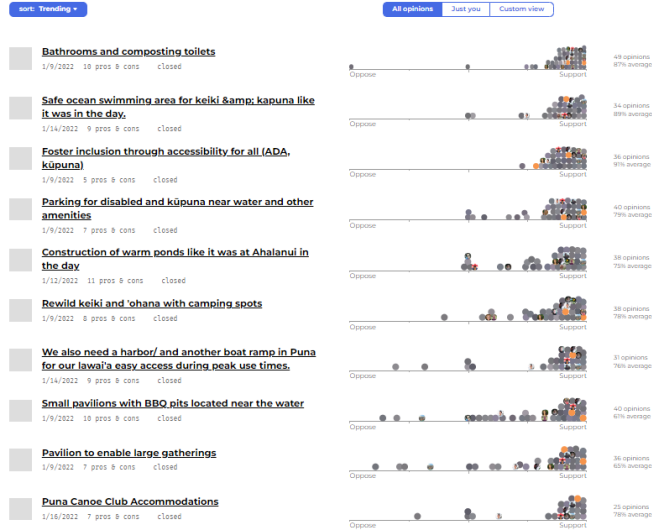 sort: Trending ▾
All opinions Just you Custom view
Bathrooms and composting toilets
1/9/2022 10 pros & cons closed
Oppose Support
49 opinions
87% average
Safe ocean swimming area for keiki &amp; kapuna like
it was in the day.
1/14/2022 9 pros & cons closed
Oppose Support
34 opinions
89% average
Foster inclusion through accessibility for all (ADA,
kūpuna)
1/9/2022 5 pros & cons closed
Oppose Support
36 opinions
91% average
Parking for disabled and kūpuna near water and other
amenities
1/9/2022 7 pros & cons closed
Oppose Support
40 opinions
79% average
Construction of warm ponds like it was at Ahalanui in
the day
1/12/2022 11 pros & cons closed
Oppose Support
38 opinions
75% average
Rewild keiki and 'ohana with camping spots
1/9/2022 8 pros & cons closed
Oppose Support
38 opinions
78% average
We also need a harbor/ and another boat ramp in Puna
for our lawai'a easy access during peak use times.
1/14/2022 9 pros & cons closed
Oppose Support
31 opinions
76% average
Small pavilions with BBQ pits located near the water
1/9/2022 10 pros & cons closed
Oppose Support
40 opinions
61% average
Pavilion to enable large gatherings
1/9/2022 7 pros & cons closed
Oppose Support
36 opinions
65% average
Puna Canoe Club Accommodations
1/16/2022 7 pros & cons closed
Oppose Support
25 opinions
78% average